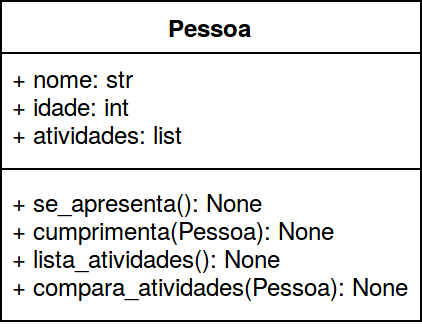 Pessoa
+ nome: str
+ idade: int
+ atividades: list
+ se_apresenta(): None
+ cumprimenta(Pessoa): None
+ lista_atividades(): None
+ compara_atividades(Pessoa): None